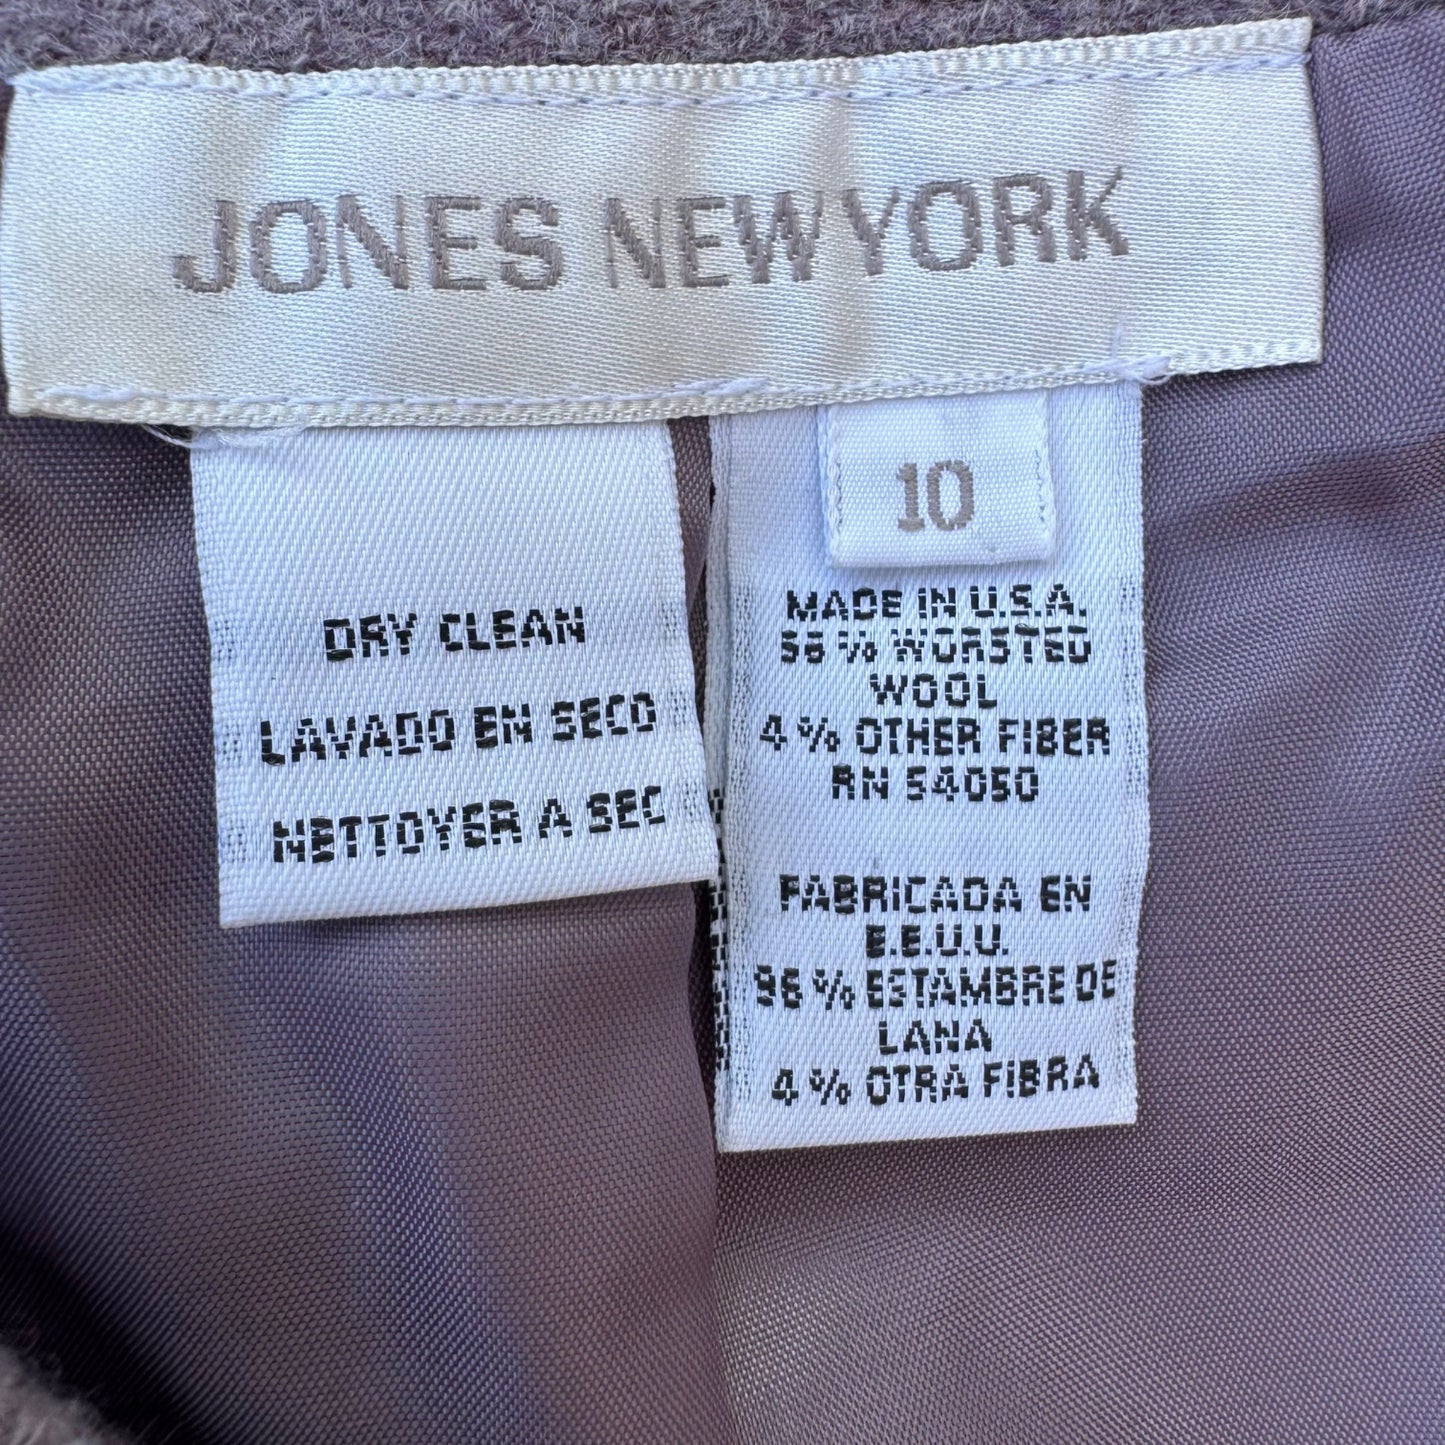 JONES NEW YORK
10
DRY CLEAN
LAVADO EN SECO
NETTOYER A SEC
MADE IN U.S.A.
96 % WORSTED
WOOL
4 % OTHER FIBER
RN 54050
FABRICADA EN
E.E.U.U.
96 % ESTAMBRE DE
LANA
4 % OTRA FIBRA